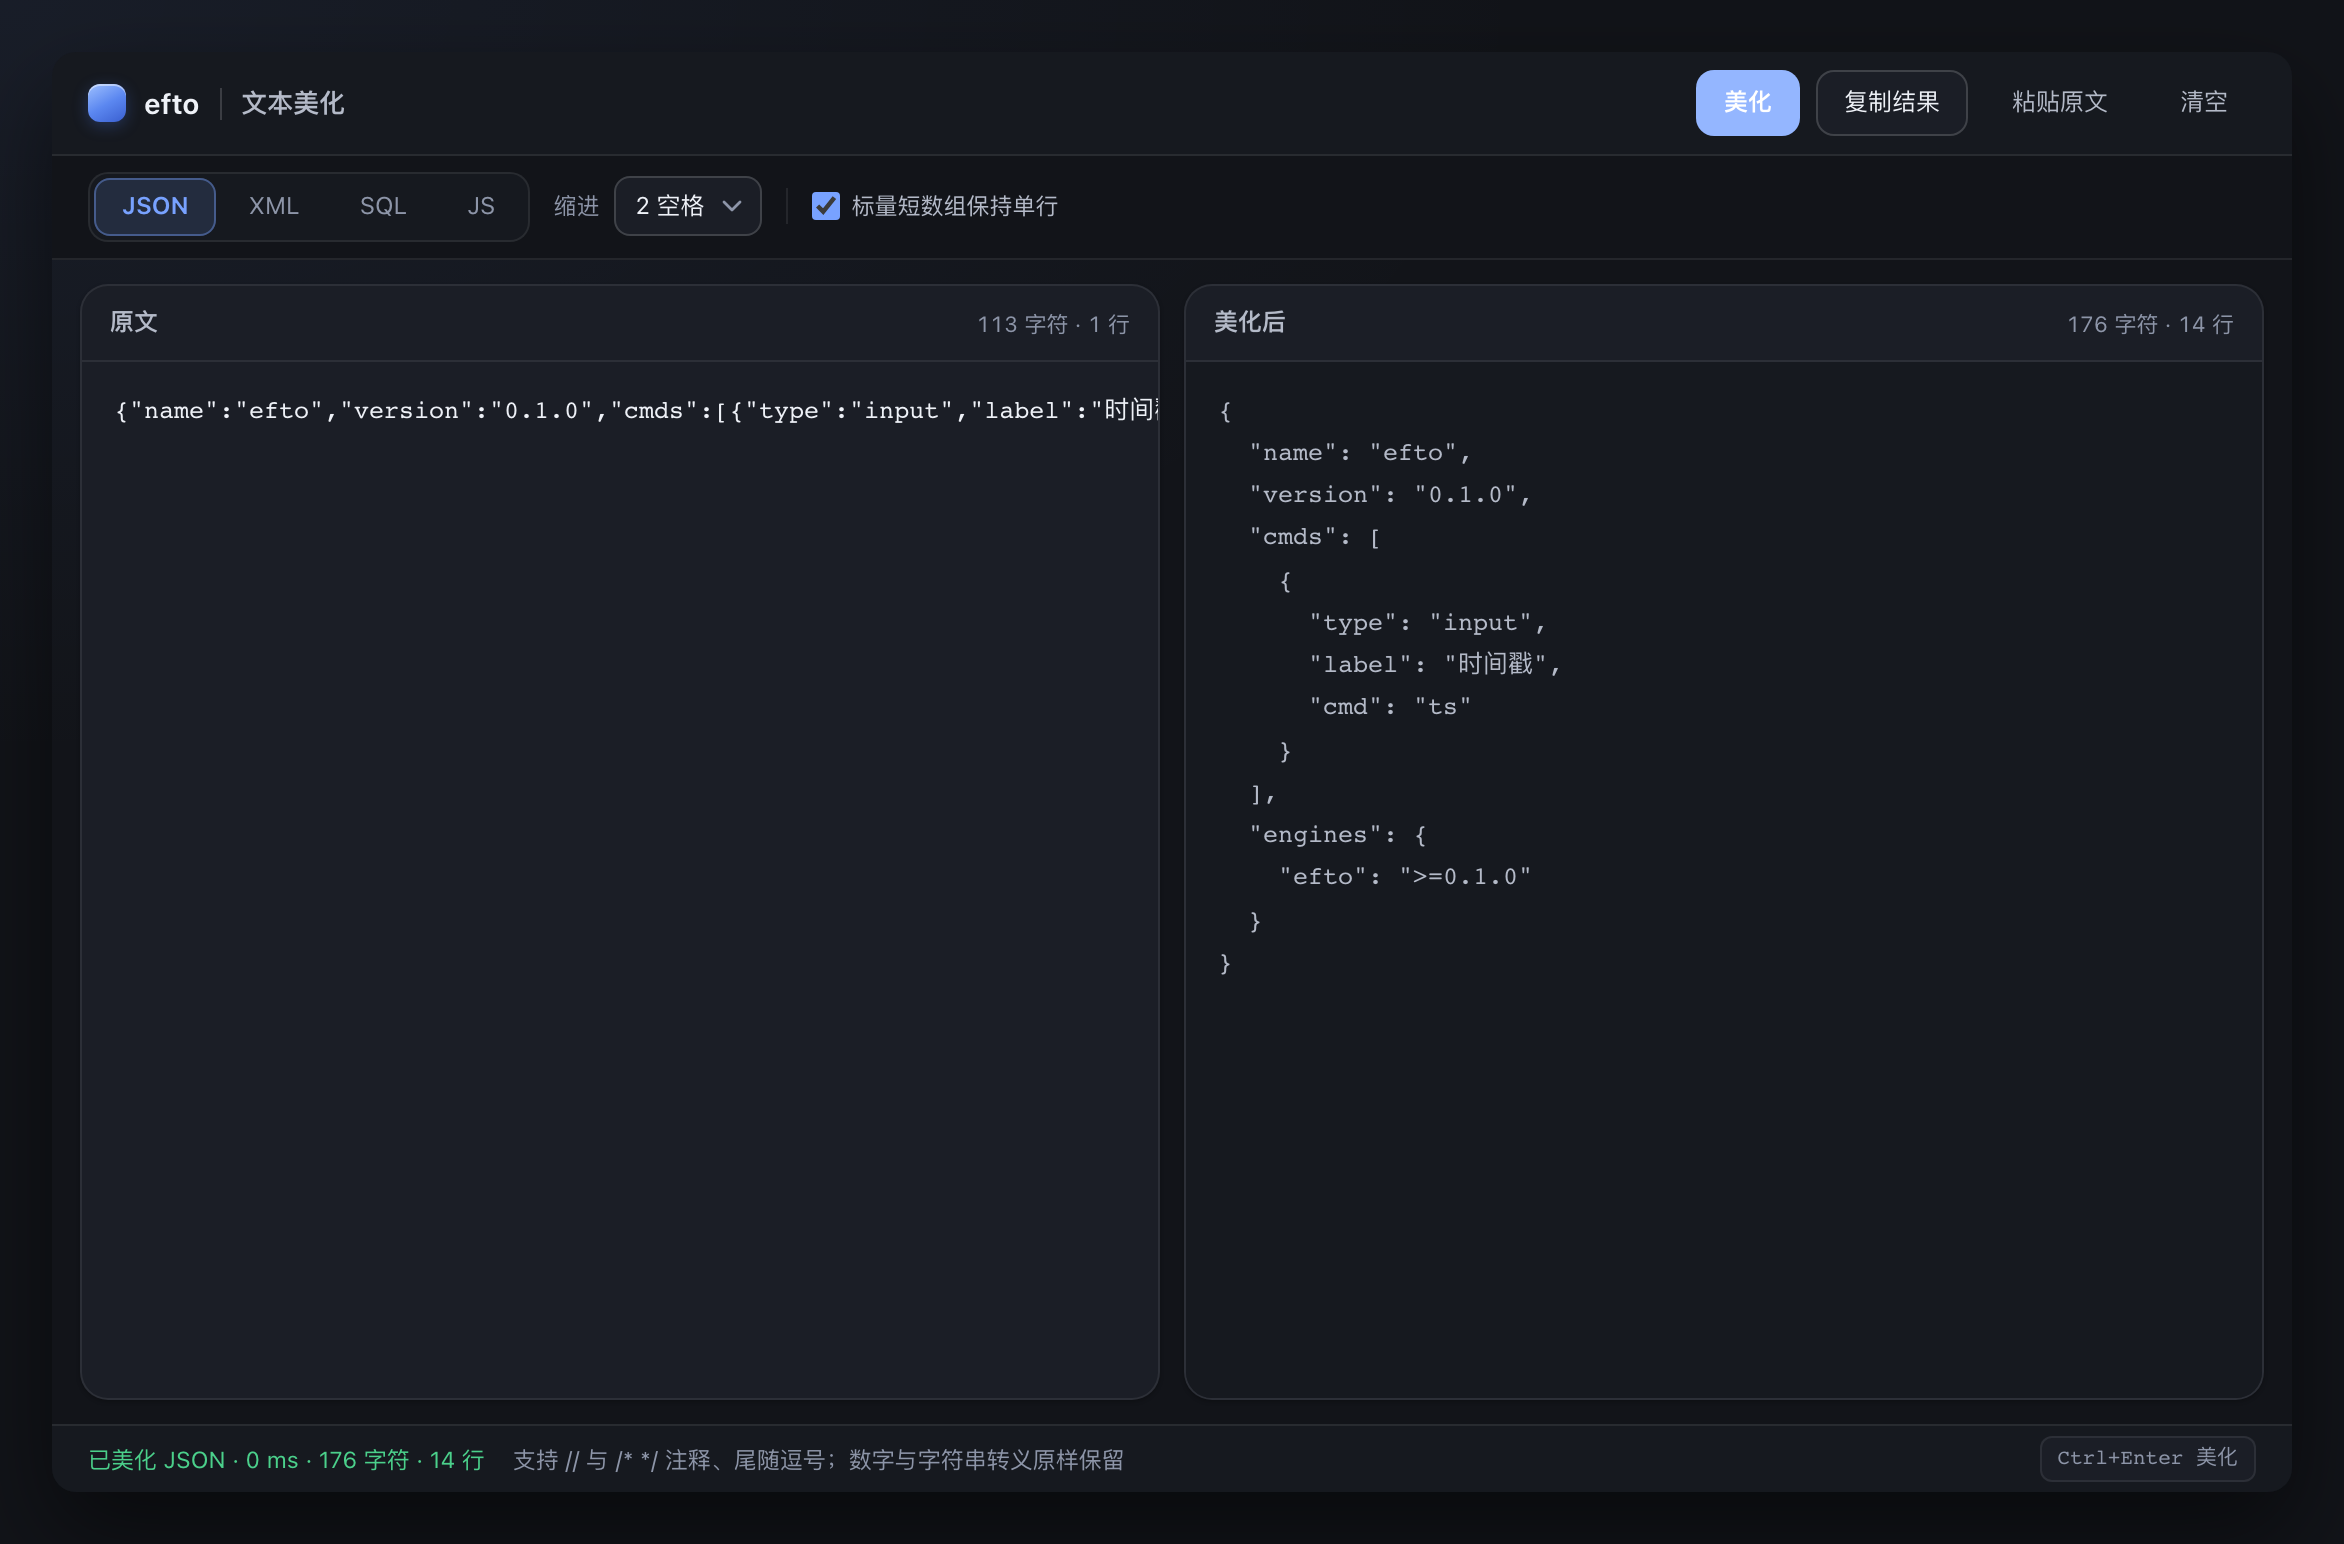 efto 文本美化 美化 复制结果 粘贴原文 清空
JSON XML SQL JS 缩进 2 空格 标量短数组保持单行
原文 113 字符 · 1 行
{"name":"efto","version":"0.1.0","cmds":[{"type":"input","label":"时间
美化后 176 字符 · 14 行
{
  "name": "efto",
  "version": "0.1.0",
  "cmds": [
    {
      "type": "input",
      "label": "时间戳",
      "cmd": "ts"
    }
  ],
  "engines": {
    "efto": ">=0.1.0"
  }
}
已美化 JSON · 0 ms · 176 字符 · 14 行 支持 // 与 /* */ 注释、尾随逗号；数字与字符串转义原样保留 Ctrl+Enter 美化